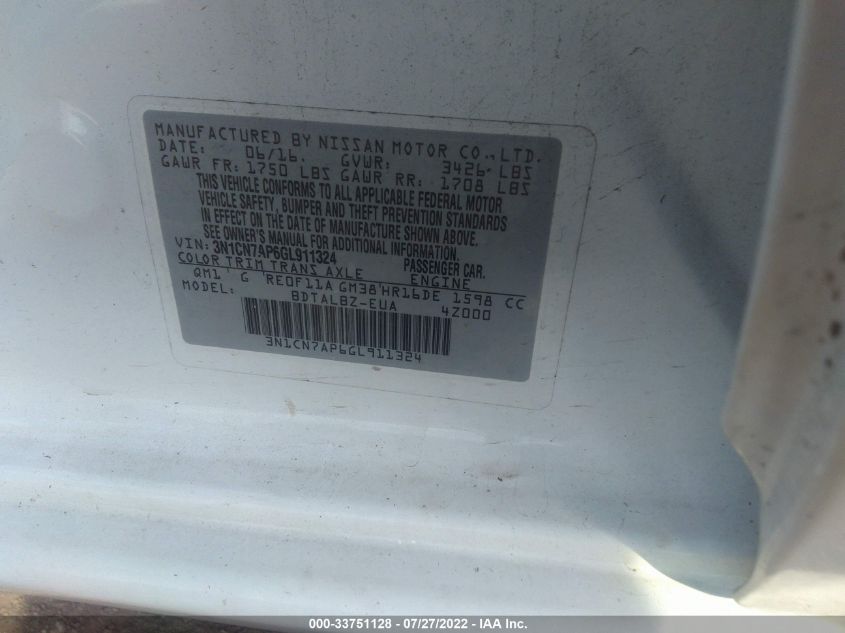 MANUFACTURED BY NISSAN MOTOR CO.,LTD.
DATE: 06/16. GVWR: 3426 LBS
GAWR FR: 1750 LBS GAWR RR: 1708 LBS
THIS VEHICLE CONFORMS TO ALL APPLICABLE FEDERAL MOTOR
VEHICLE SAFETY, BUMPER AND THEFT PREVENTION STANDARDS
IN EFFECT ON THE DATE OF MANUFACTURE SHOWN ABOVE.
SEE OWNER'S MANUAL FOR ADDITIONAL INFORMATION.
VIN: 3N1CN7AP6GL911324 PASSENGER CAR.
COLOR TRIM TRANS AXLE ENGINE
QM1 G RE0F11A GM38 HR16DE 1598 CC
MODEL: BDTALBZ-EUA 4Z000
3N1CN7AP6GL911324
000-33751128 - 07/27/2022 - IAA Inc.